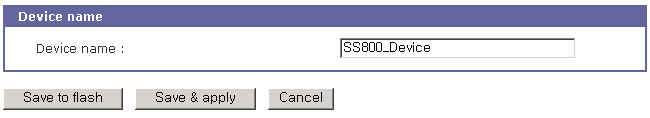 Device name
Device name : SS800_Device
Save to flash Save & apply Cancel